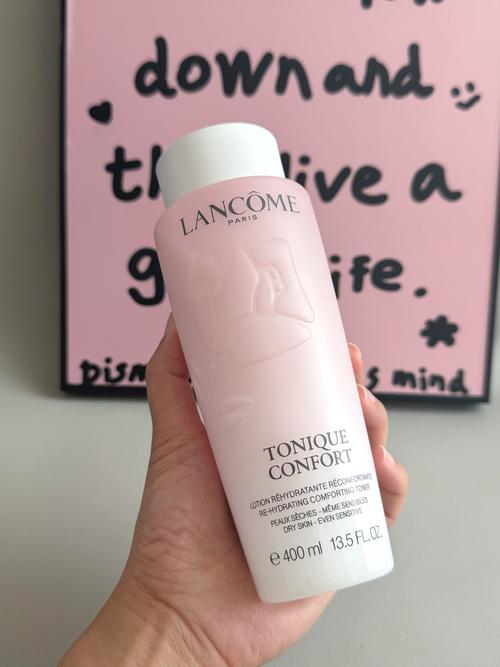 down and
live a
life.
s mind
LANCÔME
PARIS
TONIQUE
CONFORT
LOTION RÉHYDRATANTE RÉCONFORTANTE
RE-HYDRATING COMFORTING TONER
PEAUX SÈCHES - MÊME SENSIBLES
DRY SKIN - EVEN SENSITIVE
e 400 ml 13.5 FL.OZ.